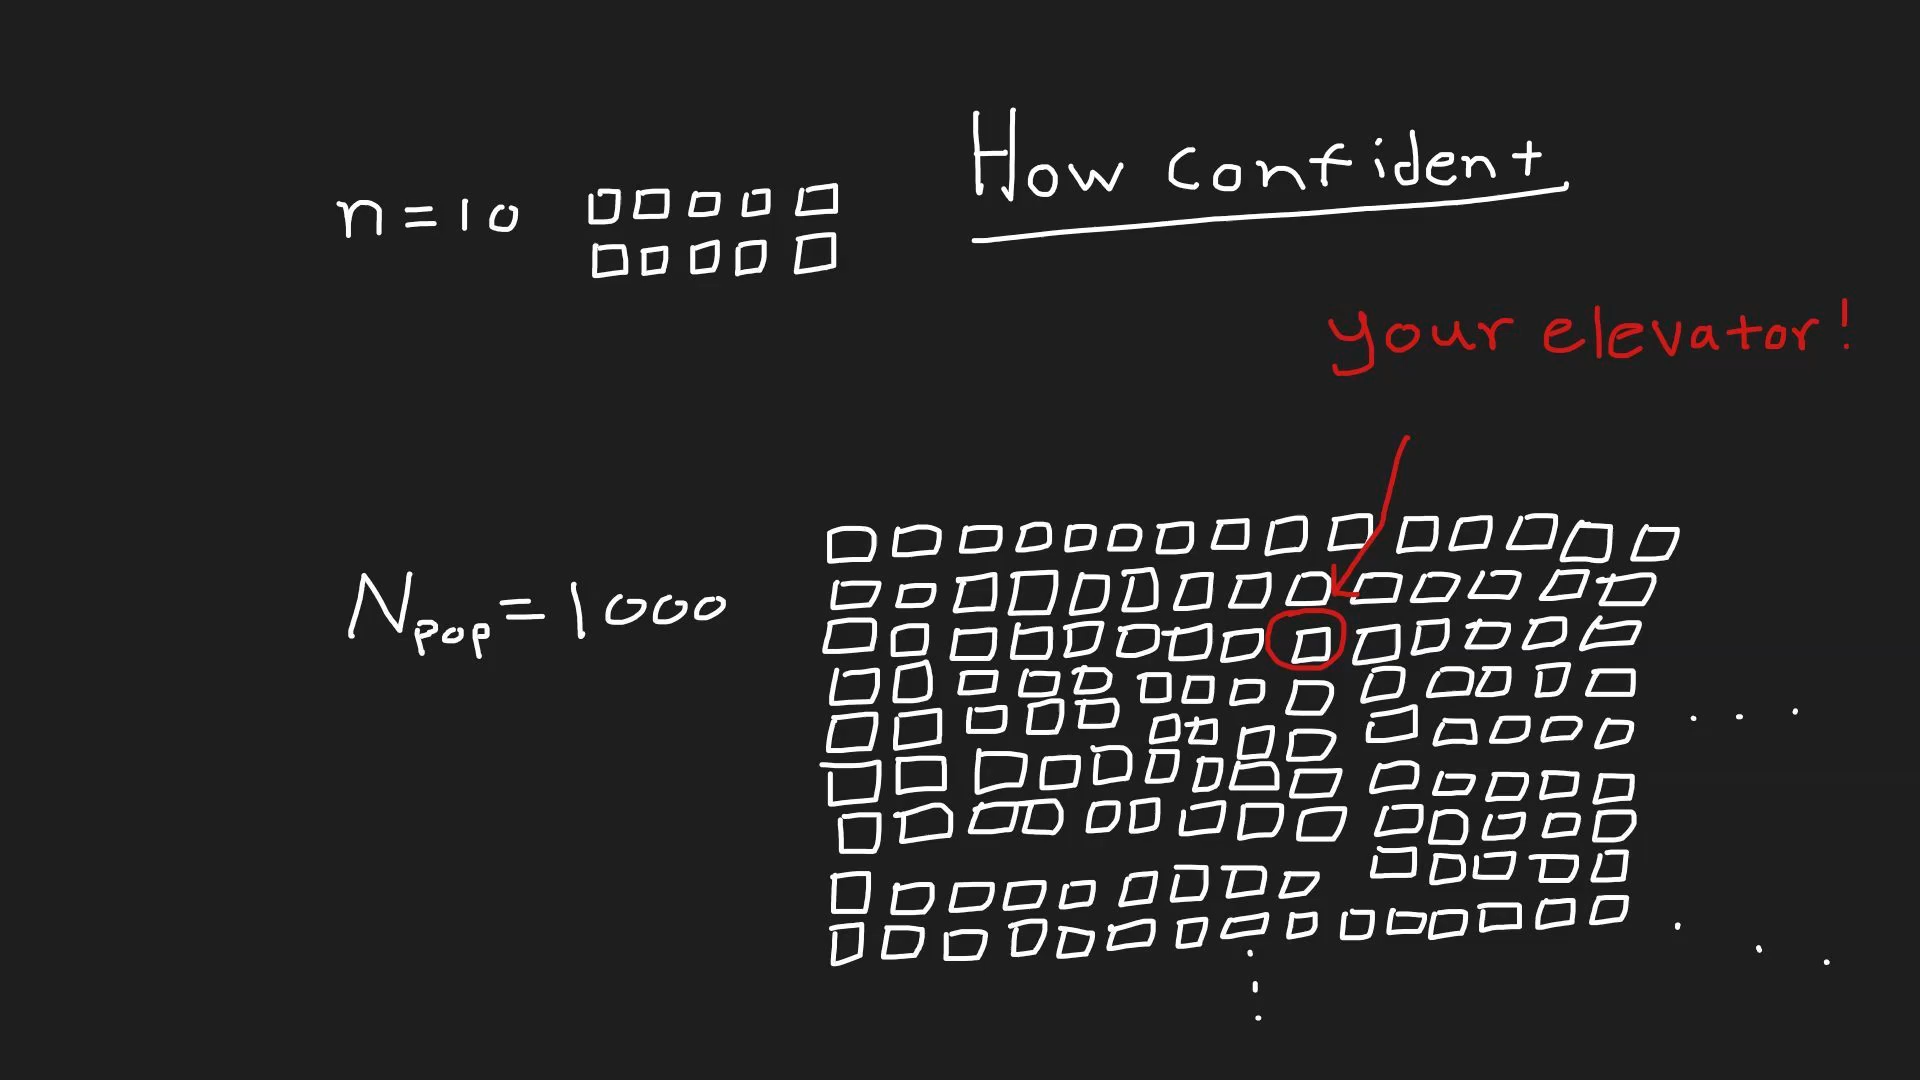 How confident
n = 10
your elevator!
Npop = 1000